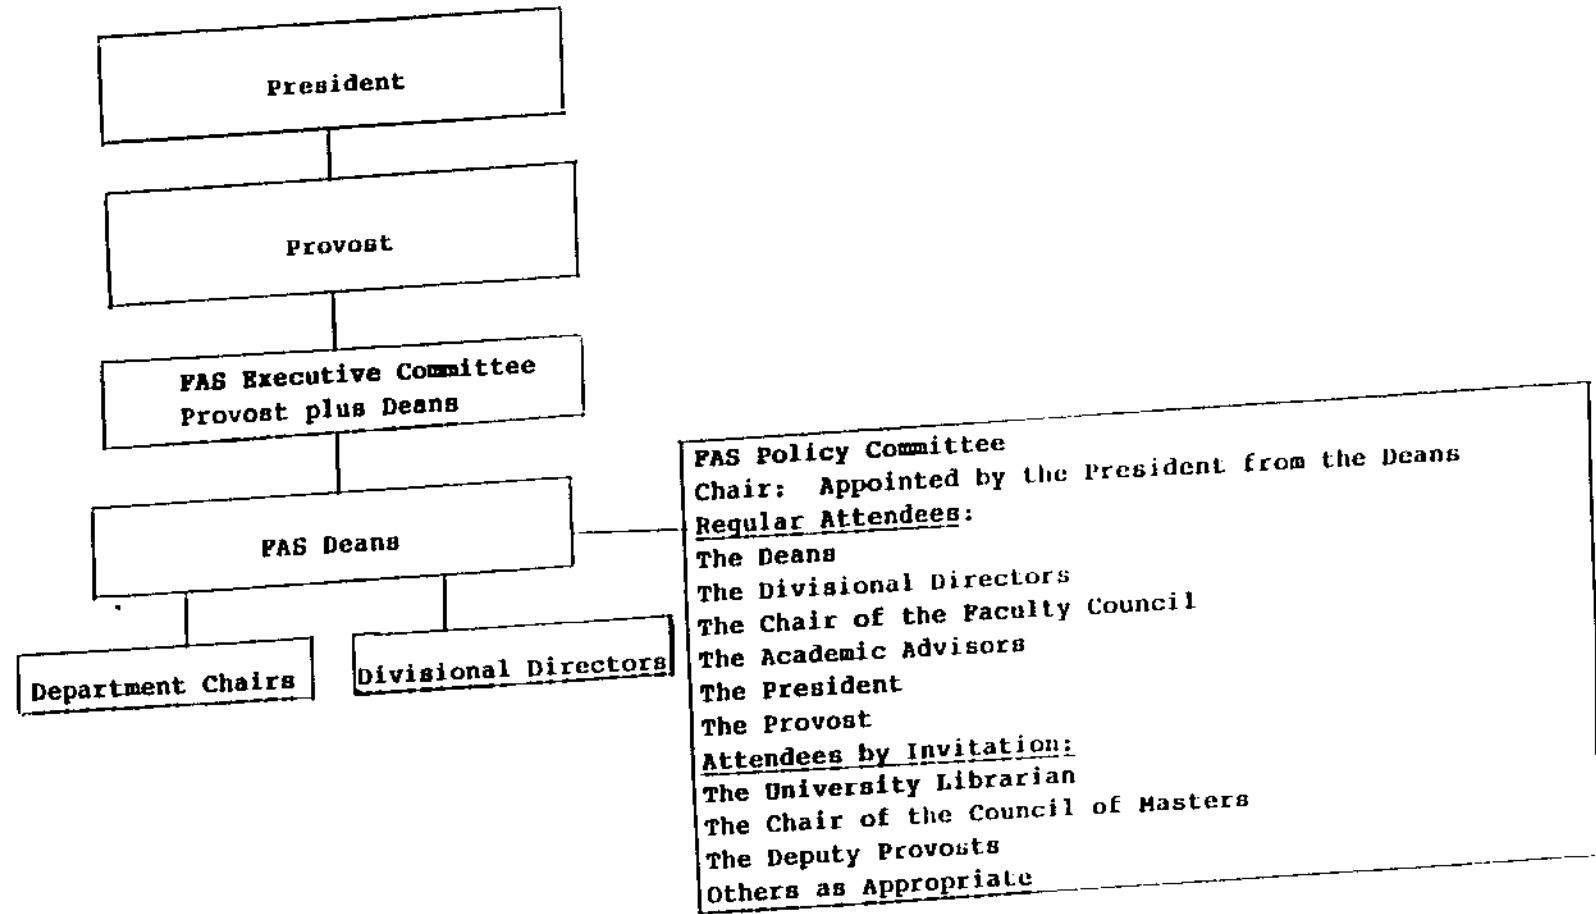 President
Provost
FAS Executive Committee
Provost plus Deans
FAS Deans
Department Chairs
Divisional Directors
FAS Policy Committee
Chair: Appointed by the President from the Deans
Regular Attendees:
The Deans
The Divisional Directors
The Chair of the Faculty Council
The Academic Advisors
The President
The Provost
Attendees by Invitation:
The University Librarian
The Chair of the Council of Masters
The Deputy Provosts
Others as Appropriate